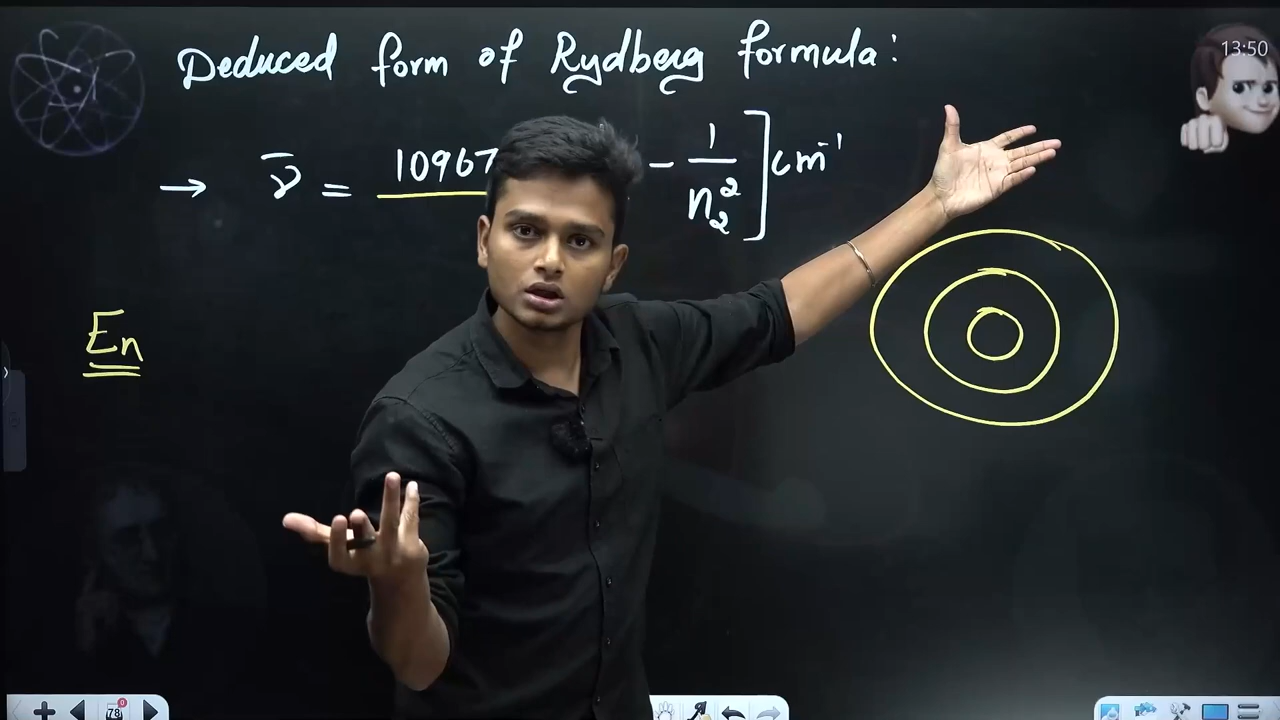 Deduced form of Rydberg formula:
13:50
→ ν̄ = 10967 - 1/n₂²] cm⁻¹
En
78